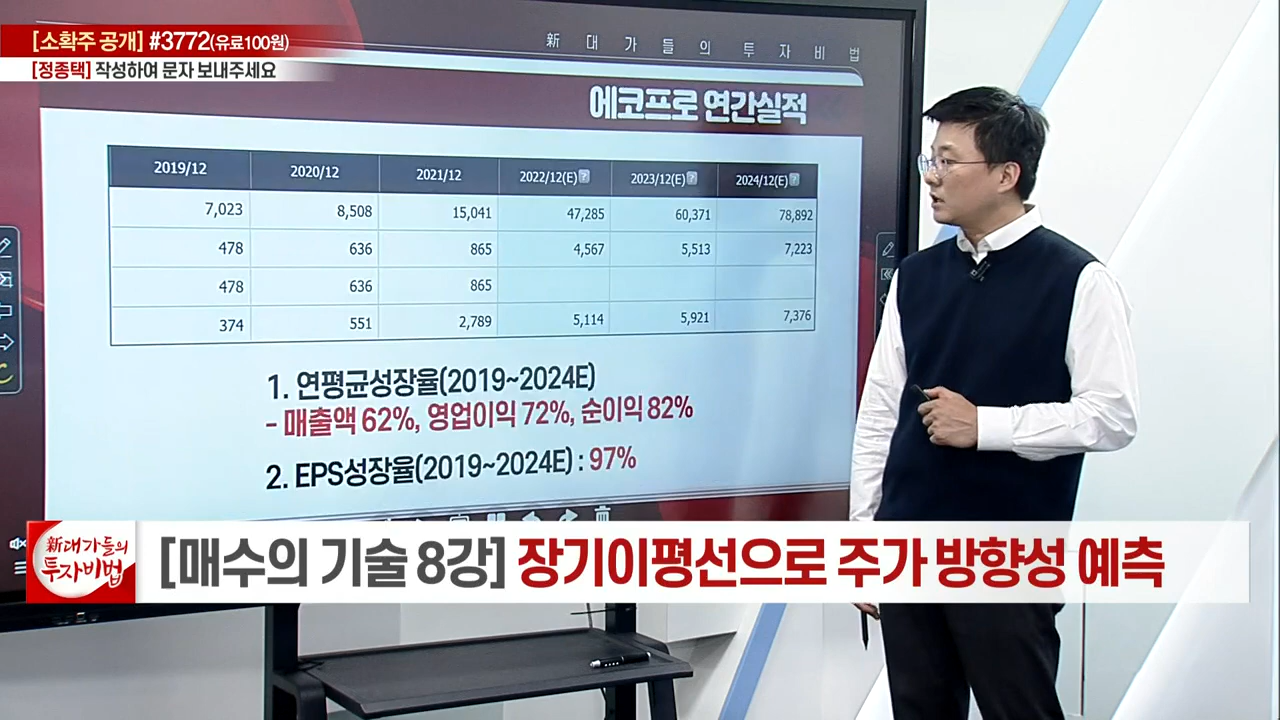 [소확주 공개] #3772(유료100원)
[정종택] 작성하여 문자 보내주세요
新 대가들의 투자비법
에코프로 연간실적
2019/12 2020/12 2021/12 2022/12(E)? 2023/12(E)? 2024/12(E)?
7,023 8,508 15,041 47,285 60,371 78,892
478 636 865 4,567 5,513 7,223
478 636 865
374 551 2,789 5,114 5,921 7,376
1. 연평균성장율(2019~2024E)
- 매출액 62%, 영업이익 72%, 순이익 82%
2. EPS성장율(2019~2024E) : 97%
新대가들의
투자비법
[매수의 기술 8강] 장기이평선으로 주가 방향성 예측